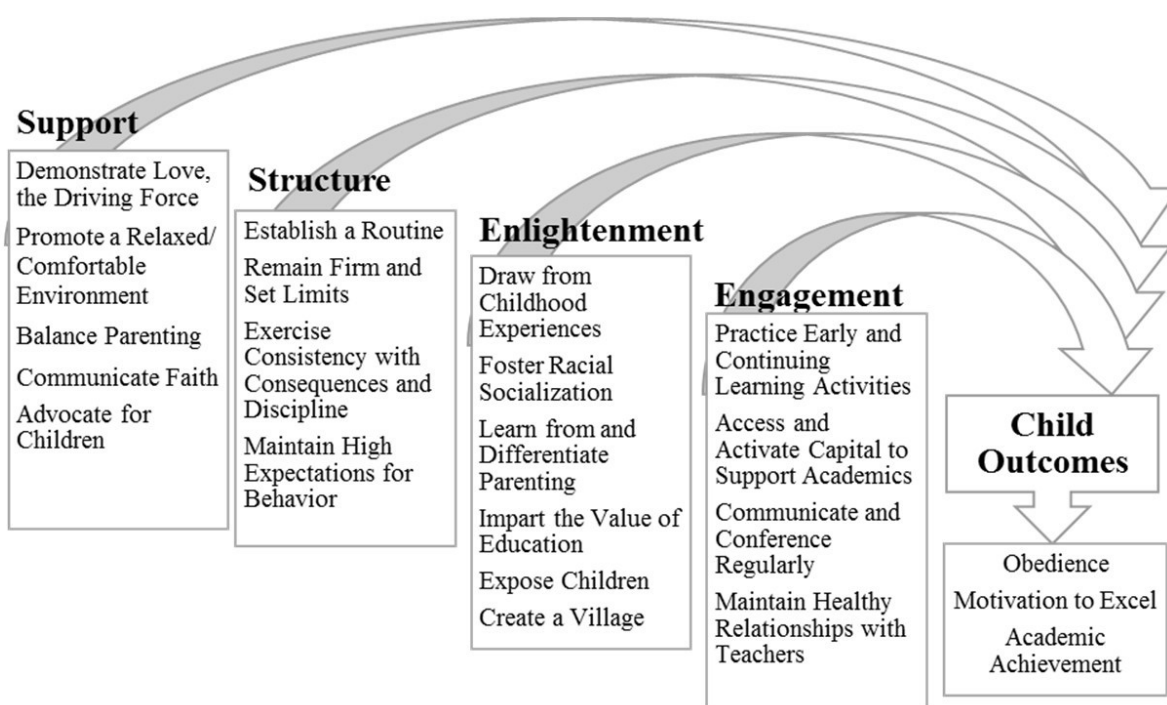 Support
Demonstrate Love,
the Driving Force
Promote a Relaxed/
Comfortable
Environment
Balance Parenting
Communicate Faith
Advocate for
Children
Structure
Establish a Routine
Remain Firm and
Set Limits
Exercise
Consistency with
Consequences and
Discipline
Maintain High
Expectations for
Behavior
Enlightenment
Draw from
Childhood
Experiences
Foster Racial
Socialization
Learn from and
Differentiate
Parenting
Impart the Value of
Education
Expose Children
Create a Village
Engagement
Practice Early and
Continuing
Learning Activities
Access and
Activate Capital to
Support Academics
Communicate and
Conference
Regularly
Maintain Healthy
Relationships with
Teachers
Child
Outcomes
Obedience
Motivation to Excel
Academic
Achievement